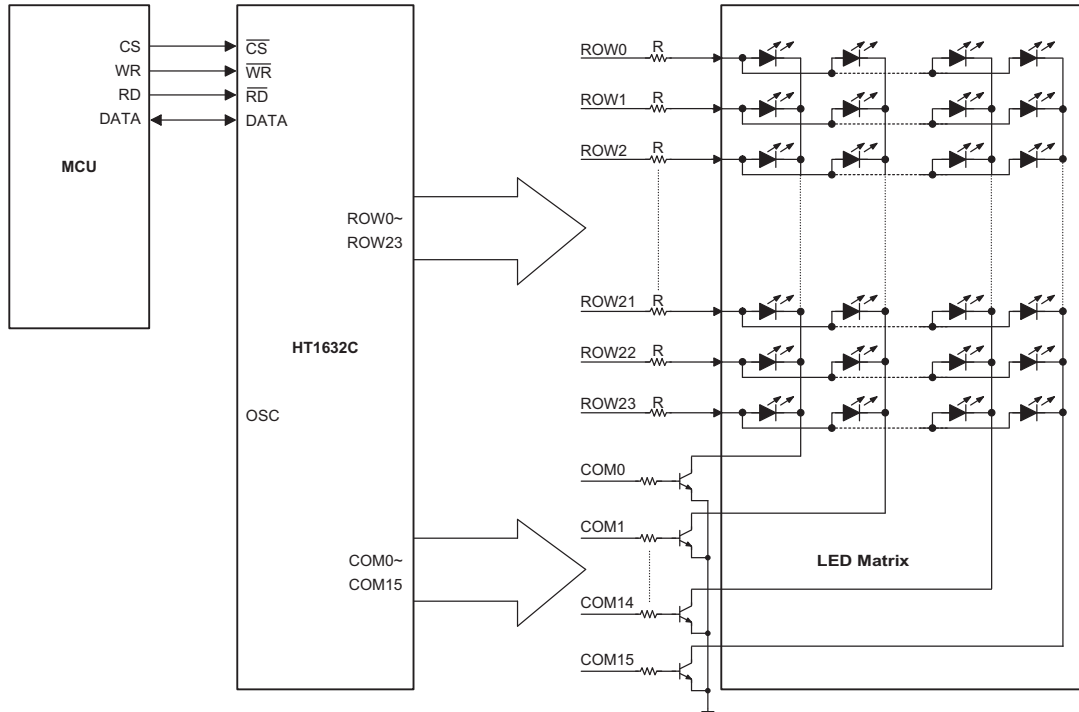 CS
WR
RD
DATA
MCU
CS
WR
RD
DATA
ROW0~
ROW23
HT1632C
OSC
COM0~
COM15
ROW0 R
ROW1 R
ROW2 R
ROW21 R
ROW22 R
ROW23 R
COM0
COM1
COM14
COM15
LED Matrix